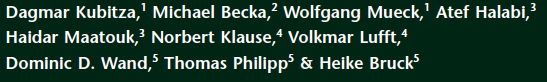 Dagmar Kubitza,¹ Michael Becka,² Wolfgang Mueck,¹ Atef Halabi,³
Haidar Maatouk,³ Norbert Klause,⁴ Volkmar Lufft,⁴
Dominic D. Wand,⁵ Thomas Philipp⁵ & Heike Bruck⁵